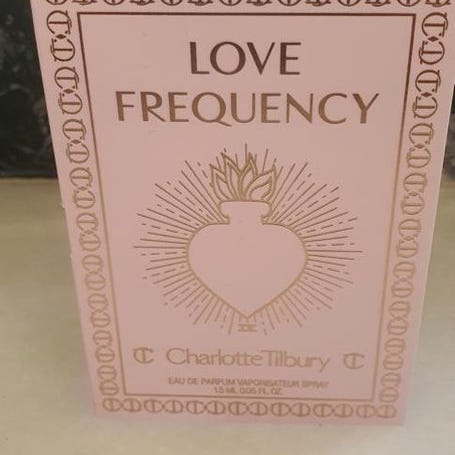 LOVE
FREQUENCY
Charlotte Tilbury
EAU DE PARFUM VAPORISATEUR SPRAY
1.5 ML 0.05 FL. OZ.